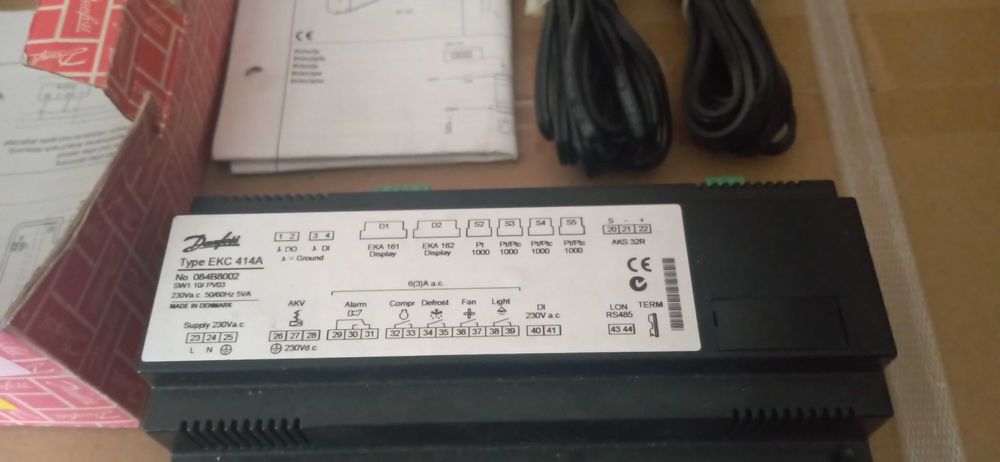 Danfoss
Type EKC 414A
No. 084B8002
SW1.10/ PV03
230Va.c. 50/60Hz 5VA
MADE IN DENMARK
Supply 230Va.c.
23 24 25
L N
1 2 3 4
DO DI
= Ground
D1 D2 S2 S3 S4 S5
EKA 161 Display
EKA 162 Display
Pt 1000
Pt/Ptc 1000
Pt/Ptc 1000
Pt/Ptc 1000
S - +
20 21 22
AKS 32R
CE
6(3)A a.c.
AKV Alarm Compr. Defrost Fan Light DI 230V a.c.
26 27 28 29 30 31 32 33 34 35 36 37 38 39 40 41
230Vd.c
LON RS485
TERM
43 44
CE
Danfoss